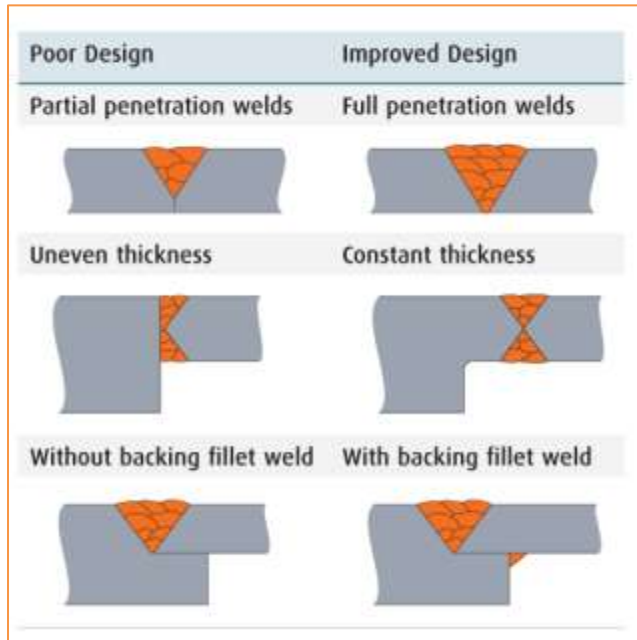 Poor Design Improved Design
Partial penetration welds Full penetration welds
Uneven thickness Constant thickness
Without backing fillet weld With backing fillet weld